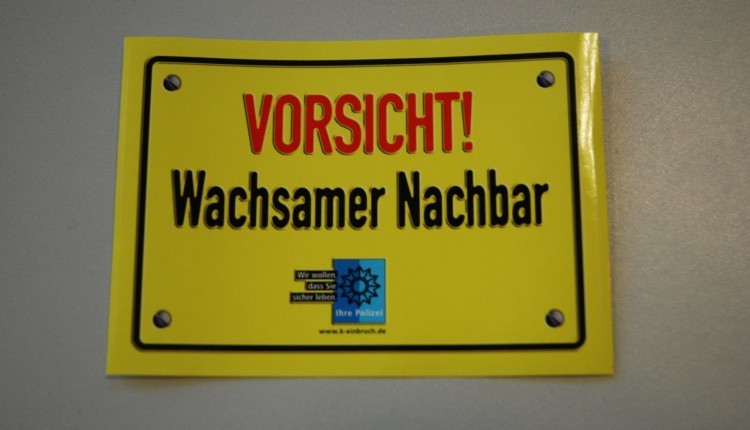 VORSICHT!
Wachsamer Nachbar
Wir wollen,
dass Sie
sicher leben.
Ihre Polizei
www.k-einbruch.de